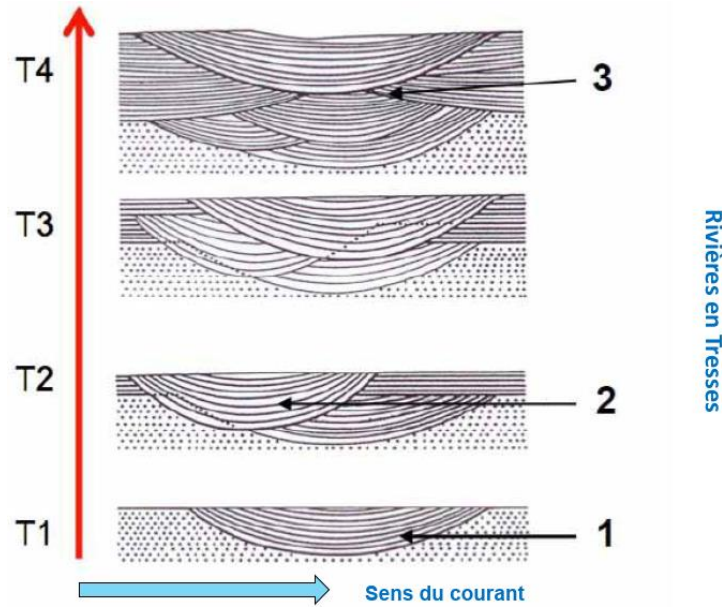 T4
3
T3
Rivières en Tresses
T2
2
T1
1
Sens du courant